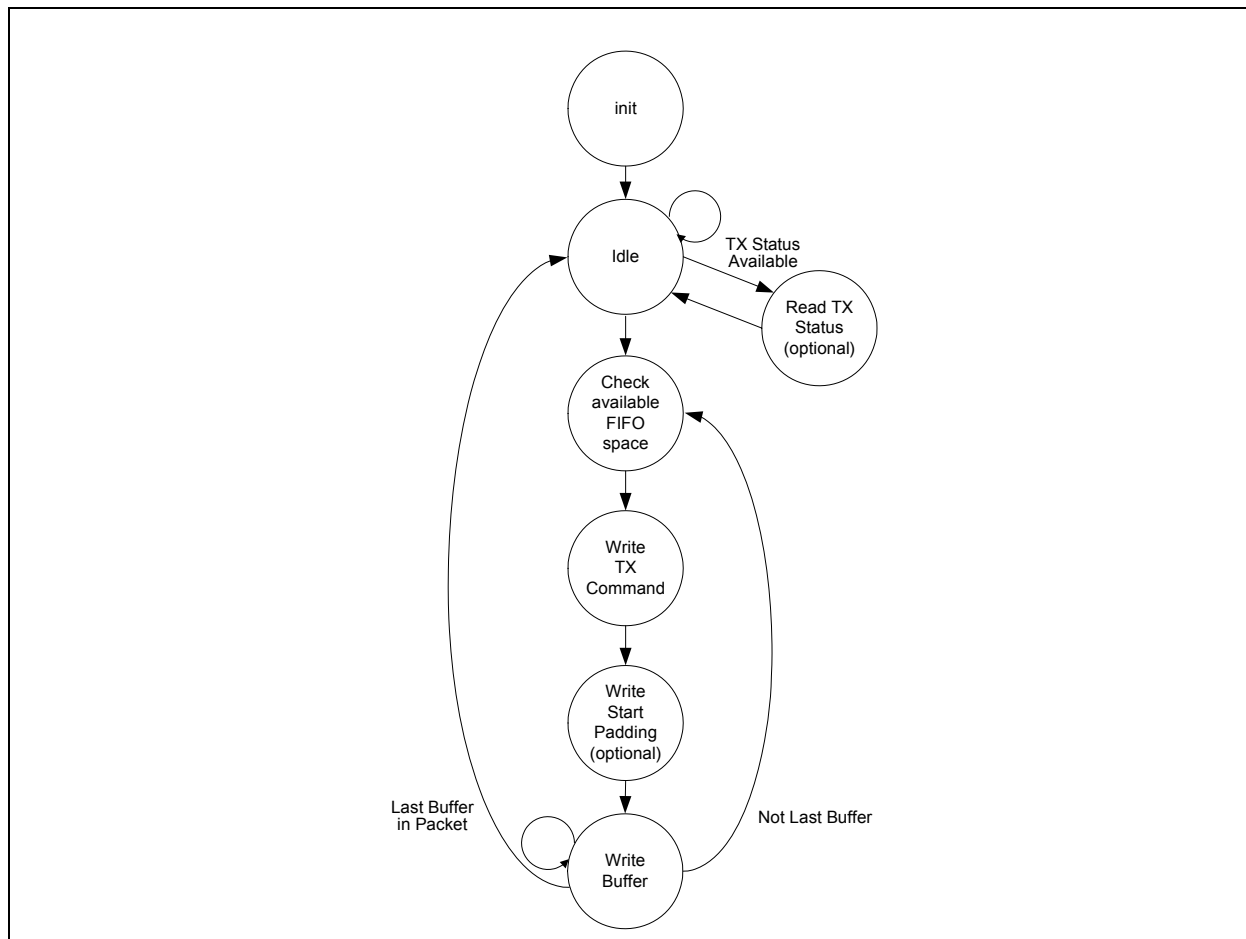 init
Idle
TX Status
Available
Read TX
Status
(optional)
Check
available
FIFO
space
Write
TX
Command
Write
Start
Padding
(optional)
Last Buffer
in Packet
Not Last Buffer
Write
Buffer